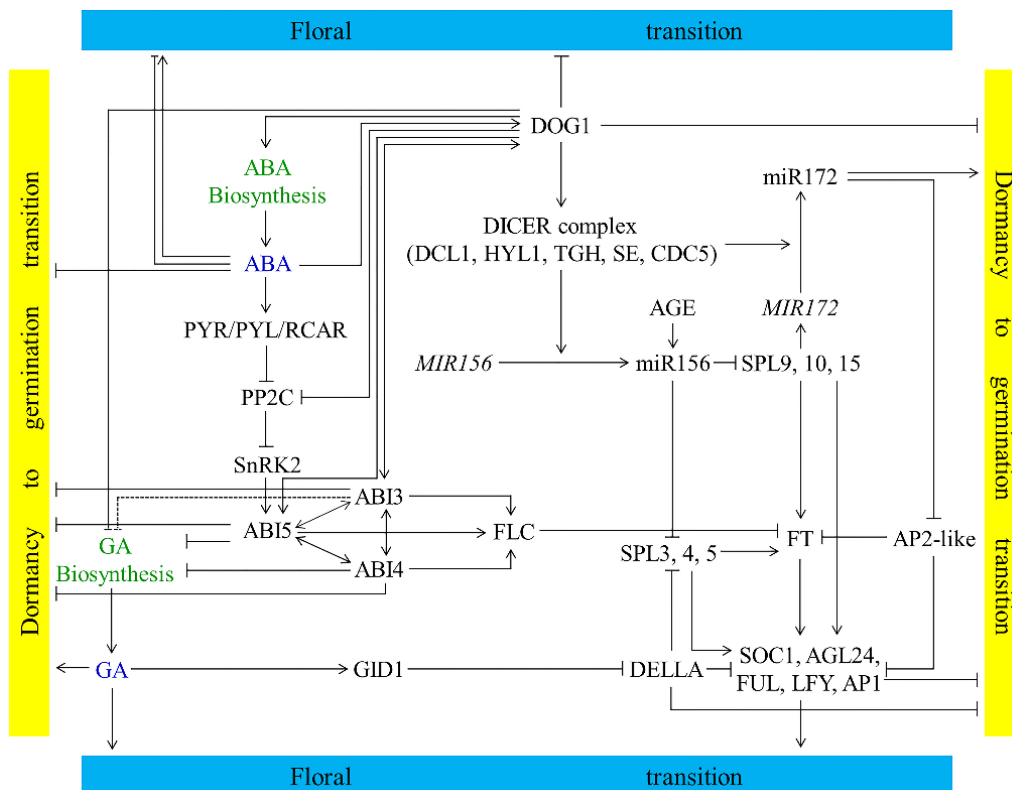 Floral transition
Dormancy to germination transition
DOG1
ABA
Biosynthesis
miR172
DICER complex
(DCL1, HYL1, TGH, SE, CDC5)
ABA
PYR/PYL/RCAR
AGE
MIR172
MIR156
miR156
SPL9, 10, 15
PP2C
SnRK2
ABI3
ABI5
FLC
GA
Biosynthesis
ABI4
SPL3, 4, 5
FT
AP2-like
GA
GID1
DELLA
SOC1, AGL24,
FUL, LFY, AP1
Dormancy to germination transition
Floral transition